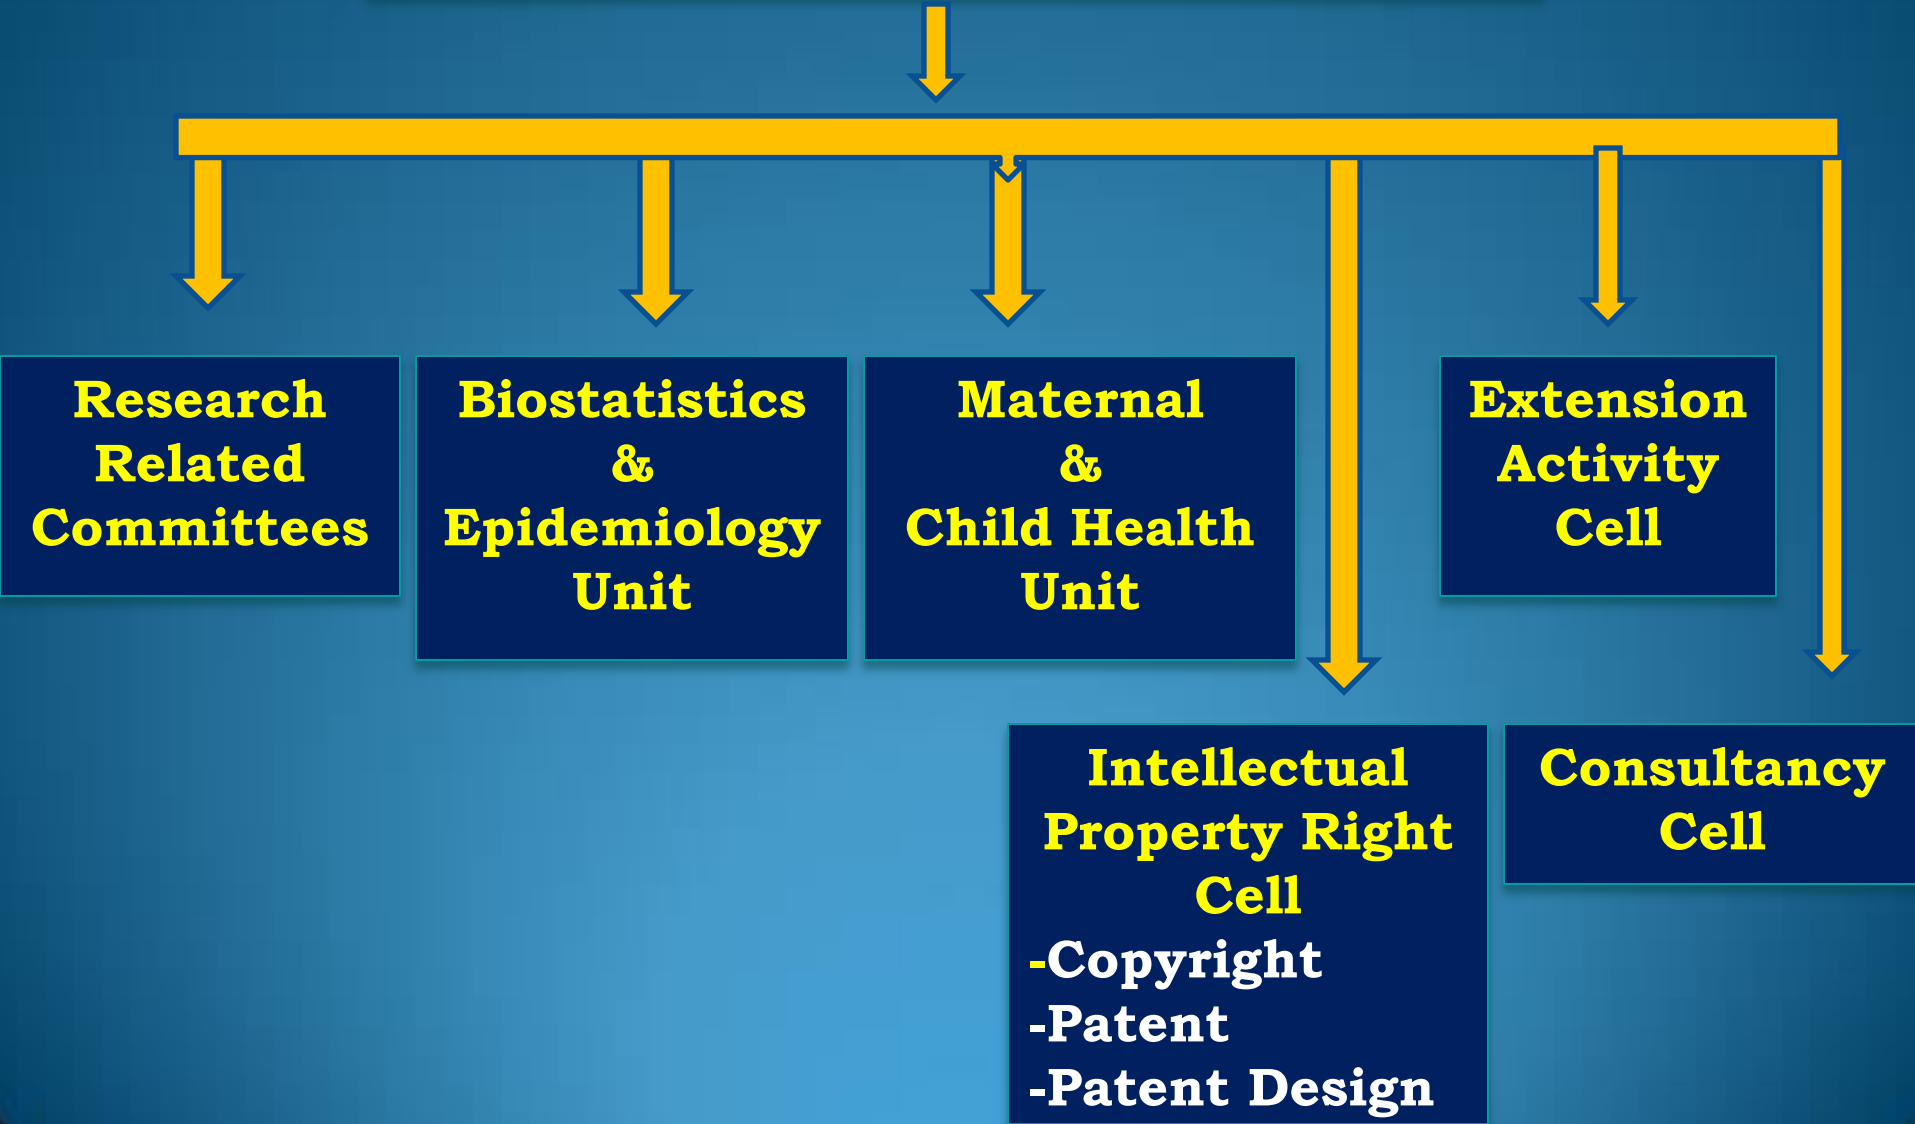 Research
Related
Committees
Biostatistics
&
Epidemiology
Unit
Maternal
&
Child Health
Unit
Extension
Activity
Cell
Intellectual
Property Right
Cell
-Copyright
-Patent
-Patent Design
Consultancy
Cell